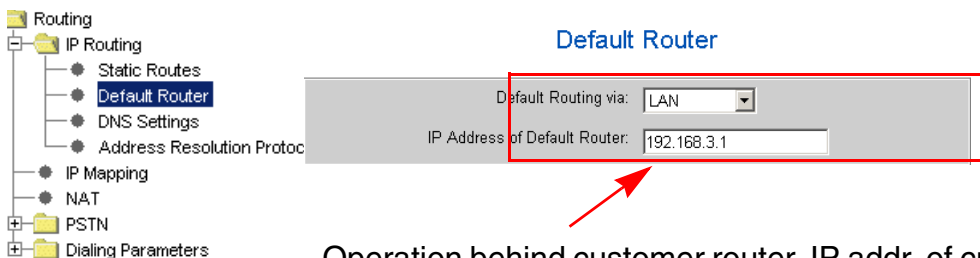 Routing
IP Routing
Static Routes
Default Router
DNS Settings
Address Resolution Protoc
IP Mapping
NAT
PSTN
Dialing Parameters
Default Router
Default Routing via: LAN
IP Address of Default Router: 192.168.3.1
Operation behind customer router, IP addr. of